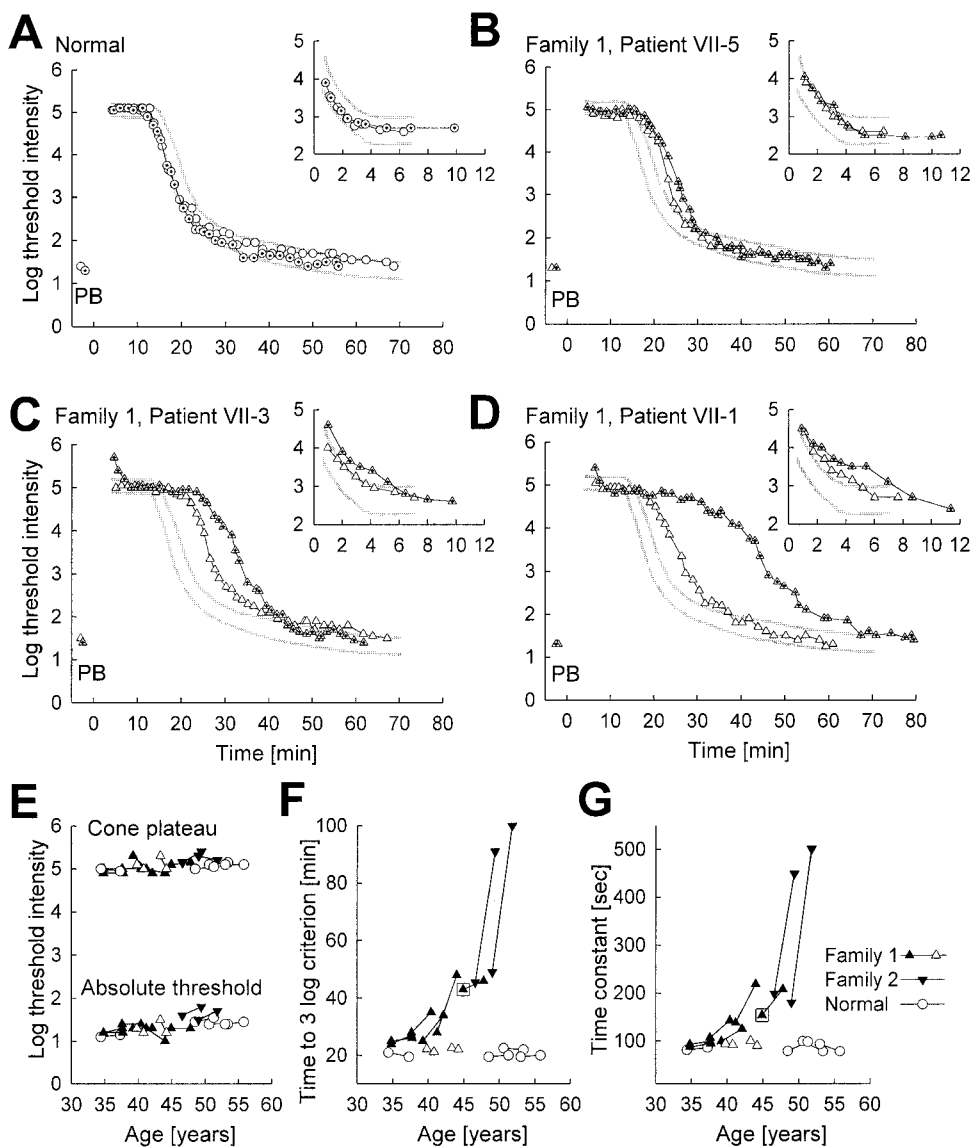 A
Normal
Log threshold intensity
6
5
4
3
2
1
0
PB
0 10 20 30 40 50 60 70 80
5
4
3
2
0 2 4 6 8 10 12
B
Family 1, Patient VII-5
6
5
4
3
2
1
0
PB
0 10 20 30 40 50 60 70 80
5
4
3
2
0 2 4 6 8 10 12
C
Family 1, Patient VII-3
Log threshold intensity
6
5
4
3
2
1
0
PB
0 10 20 30 40 50 60 70 80
Time [min]
5
4
3
2
0 2 4 6 8 10 12
D
Family 1, Patient VII-1
6
5
4
3
2
1
0
PB
0 10 20 30 40 50 60 70 80
Time [min]
5
4
3
2
0 2 4 6 8 10 12
E
Log threshold intensity
6
5
4
3
2
1
0
Cone plateau
Absolute threshold
30 35 40 45 50 55 60
Age [years]
F
Time to 3 log criterion [min]
100
80
60
40
20
10
30 35 40 45 50 55 60
Age [years]
G
Time constant [sec]
500
400
300
200
100
30 35 40 45 50 55 60
Age [years]
Family 1
Family 2
Normal